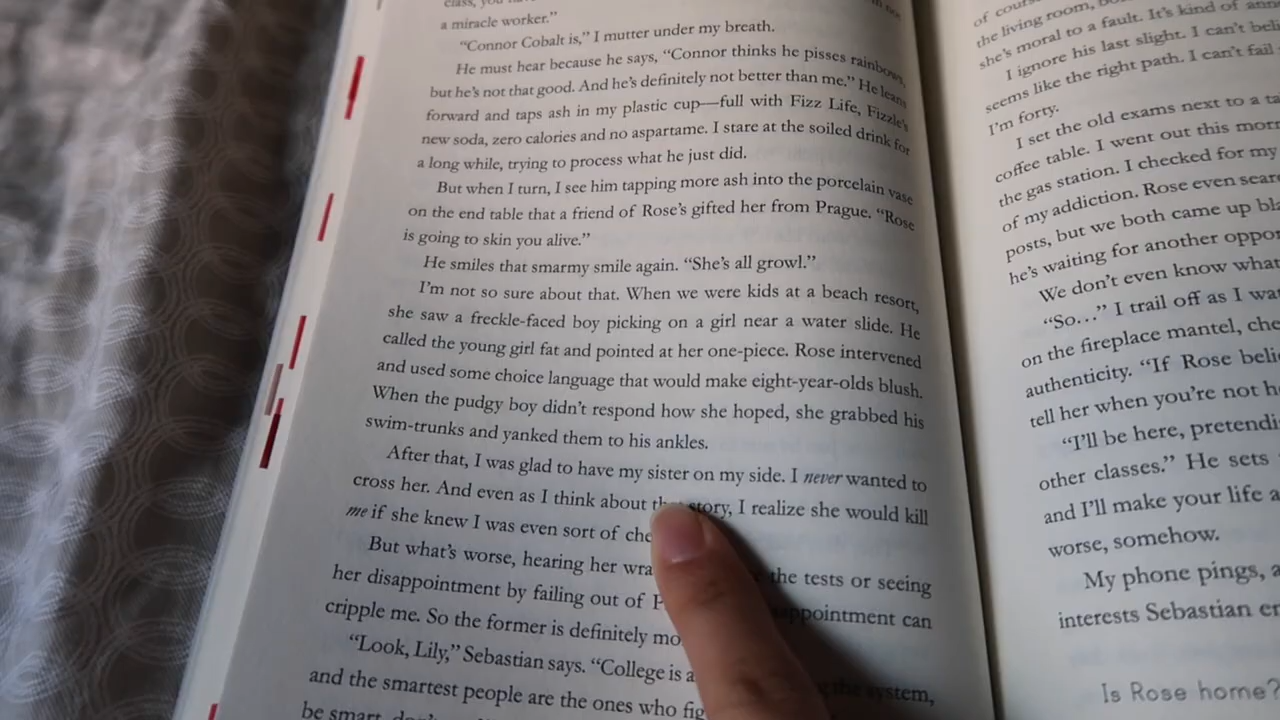 class, you
a miracle worker.”
“Connor Cobalt is,” I mutter under my breath.
He must hear because he says, “Connor thinks he pisses rainbows,
but he’s not that good. And he’s definitely not better than me.” He leans
forward and taps ash in my plastic cup—full with Fizz Life, Fizzle’s
new soda, zero calories and no aspartame. I stare at the soiled drink for
a long while, trying to process what he just did.
But when I turn, I see him tapping more ash into the porcelain vase
on the end table that a friend of Rose’s gifted her from Prague. “Rose
is going to skin you alive.”
He smiles that smarmy smile again. “She’s all growl.”
I’m not so sure about that. When we were kids at a beach resort,
she saw a freckle-faced boy picking on a girl near a water slide. He
called the young girl fat and pointed at her one-piece. Rose intervened
and used some choice language that would make eight-year-olds blush.
When the pudgy boy didn’t respond how she hoped, she grabbed his
swim-trunks and yanked them to his ankles.
After that, I was glad to have my sister on my side. I never wanted to
cross her. And even as I think about story, I realize she would kill
me if she knew I was even sort of
But what’s worse, hearing her the tests or seeing
her disappointment by failing out of can
cripple me. So the former is definitely
“Look, Lily,” Sebastian says. “College is the system,
and the smartest people are the ones who
be smart,
of
the living room,
she’s moral to a fault. It’s kind of
I ignore his last slight. I can’t
seems like the right path. I can’t fail
I’m forty.
I set the old exams next to a
coffee table. I went out this
the gas station. I checked for my
of my addiction. Rose even
posts, but we both came up
he’s waiting for another
We don’t even know what
“So…” I trail off as I
on the fireplace mantel,
authenticity. “If Rose
tell her when you’re not
“I’ll be here,
other classes.” He sets
and I’ll make your life a
worse, somehow.
My phone pings,
interests Sebastian
Is Rose home?